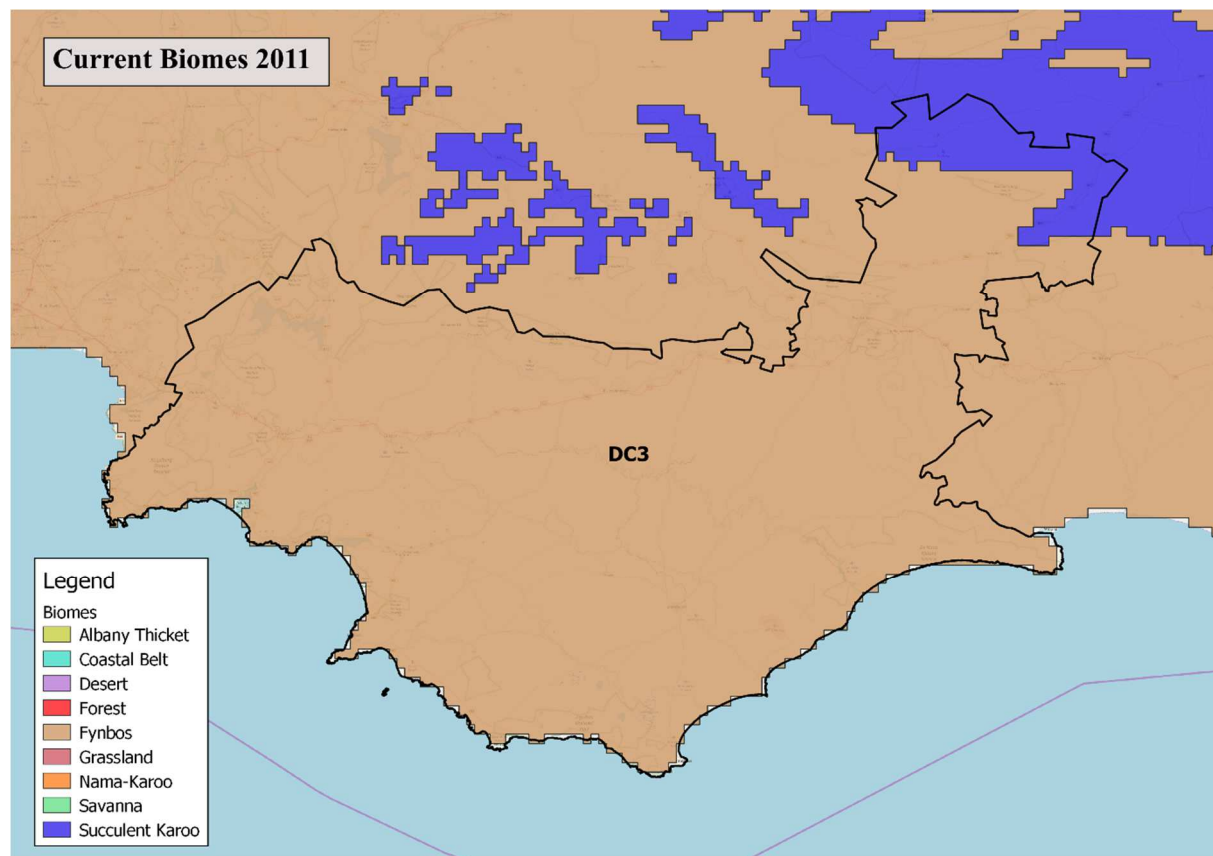 Current Biomes 2011
DC3
Legend
Biomes
Albany Thicket
Coastal Belt
Desert
Forest
Fynbos
Grassland
Nama-Karoo
Savanna
Succulent Karoo